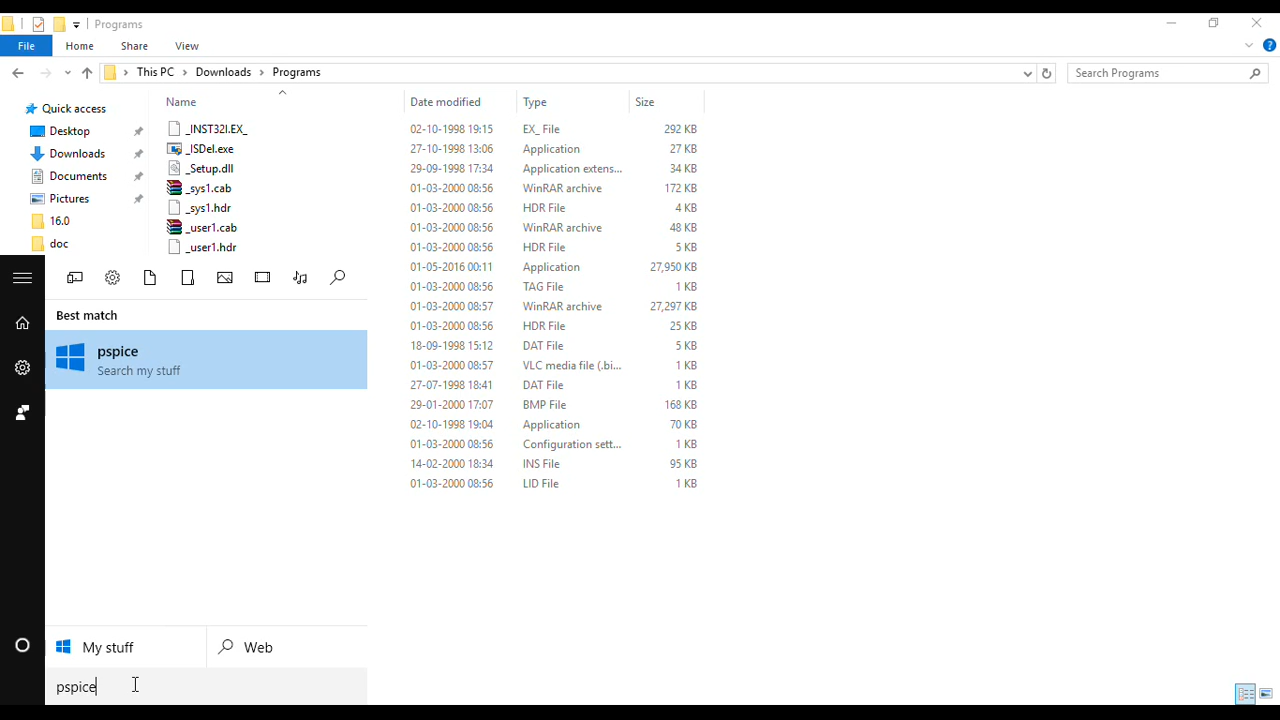 Programs
File Home Share View
This PC Downloads Programs Search Programs
Name Date modified Type Size
Quick access
Desktop
Downloads
Documents
Pictures
16.0
doc
_INST32I.EX_ 02-10-1998 19:15 EX_ File 292 KB
_ISDel.exe 27-10-1998 13:06 Application 27 KB
_Setup.dll 29-09-1998 17:34 Application extens... 34 KB
_sys1.cab 01-03-2000 08:56 WinRAR archive 172 KB
_sys1.hdr 01-03-2000 08:56 HDR File 4 KB
_user1.cab 01-03-2000 08:56 WinRAR archive 48 KB
_user1.hdr 01-03-2000 08:56 HDR File 5 KB
01-05-2016 00:11 Application 27,950 KB
01-03-2000 08:56 TAG File 1 KB
01-03-2000 08:57 WinRAR archive 27,297 KB
01-03-2000 08:56 HDR File 25 KB
18-09-1998 15:12 DAT File 5 KB
01-03-2000 08:57 VLC media file (.bi... 1 KB
27-07-1998 18:41 DAT File 1 KB
29-01-2000 17:07 BMP File 168 KB
02-10-1998 19:04 Application 70 KB
01-03-2000 08:56 Configuration sett... 1 KB
14-02-2000 18:34 INS File 95 KB
01-03-2000 08:56 LID File 1 KB
Best match
pspice
Search my stuff
My stuff Web
pspice